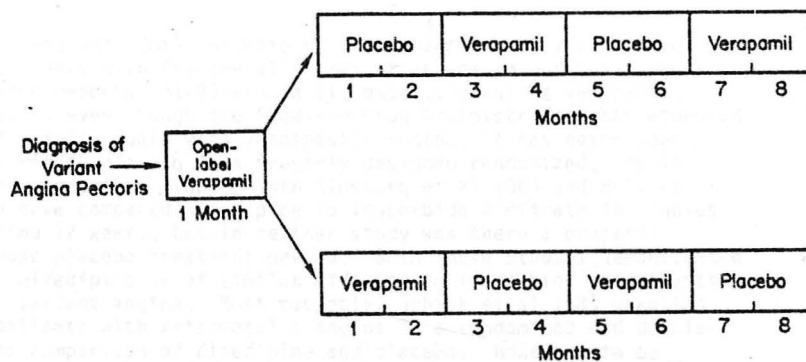 Placebo Verapamil Placebo Verapamil
1 2 3 4 5 6 7 8
Months
Diagnosis of
Variant
Angina Pectoris
Open-
label
Verapamil
1 Month
Verapamil Placebo Verapamil Placebo
1 2 3 4 5 6 7 8
Months